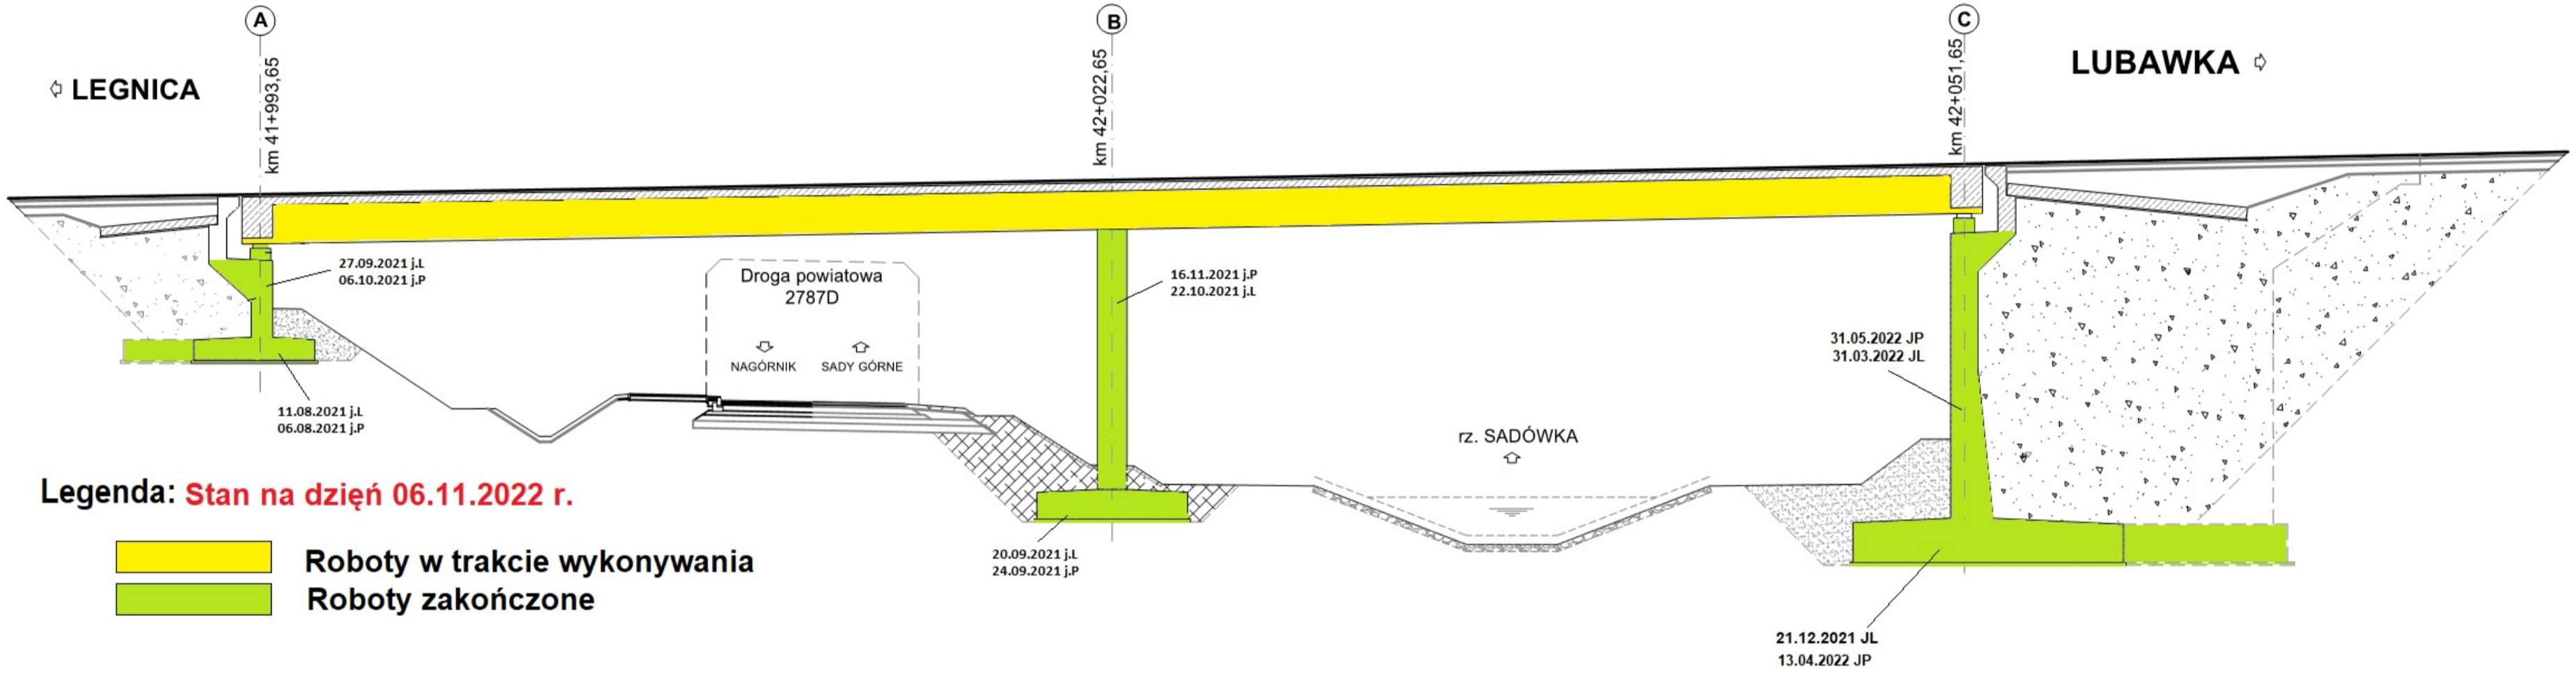 A
B
C
LEGNICA
km 41+993,65
km 42+022,65
km 42+051,65
LUBAWKA
27.09.2021 j.L
06.10.2021 j.P
Droga powiatowa
2787D
NAGÓRNIK SADY GÓRNE
16.11.2021 j.P
22.10.2021 j.L
31.05.2022 JP
31.03.2022 JL
11.08.2021 j.L
06.08.2021 j.P
rz. SADÓWKA
Legenda: Stan na dzięń 06.11.2022 r.
Roboty w trakcie wykonywania
Roboty zakończone
20.09.2021 j.L
24.09.2021 j.P
21.12.2021 JL
13.04.2022 JP